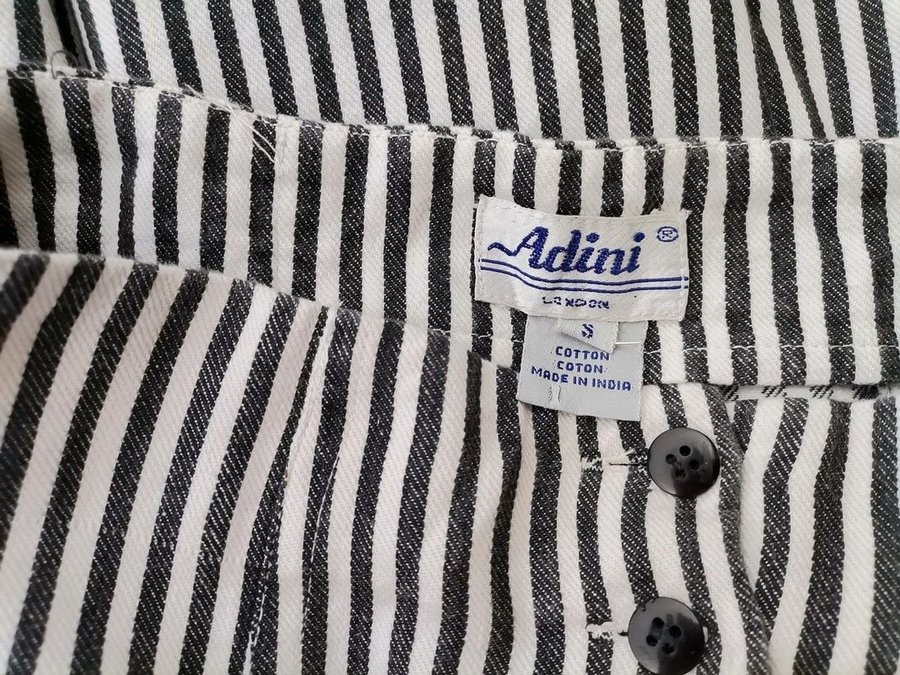 Adini ®
LONDON
S
COTTON
COTON
MADE IN INDIA